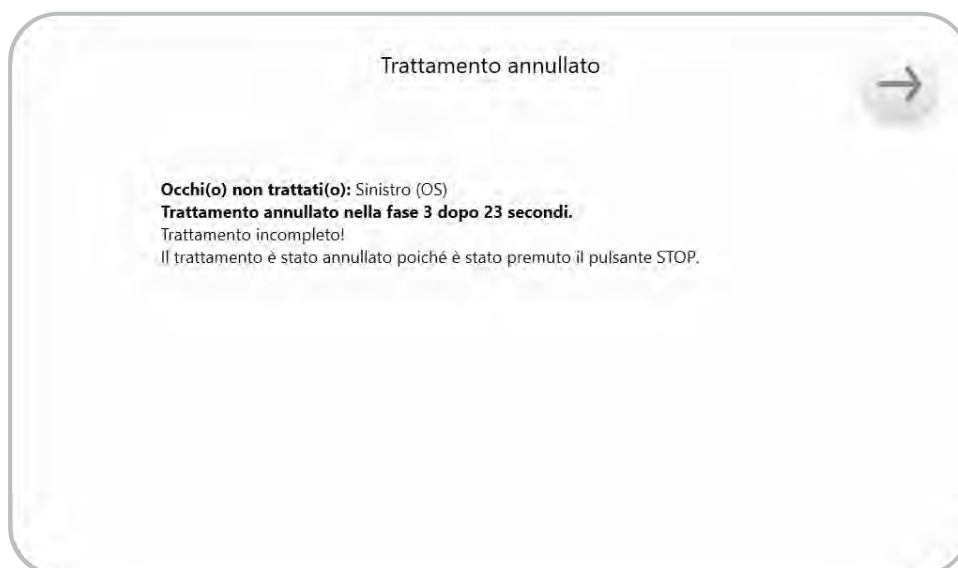 Trattamento annullato
Occhi(o) non trattati(o): Sinistro (OS)
Trattamento annullato nella fase 3 dopo 23 secondi.
Trattamento incompleto!
Il trattamento è stato annullato poiché è stato premuto il pulsante STOP.